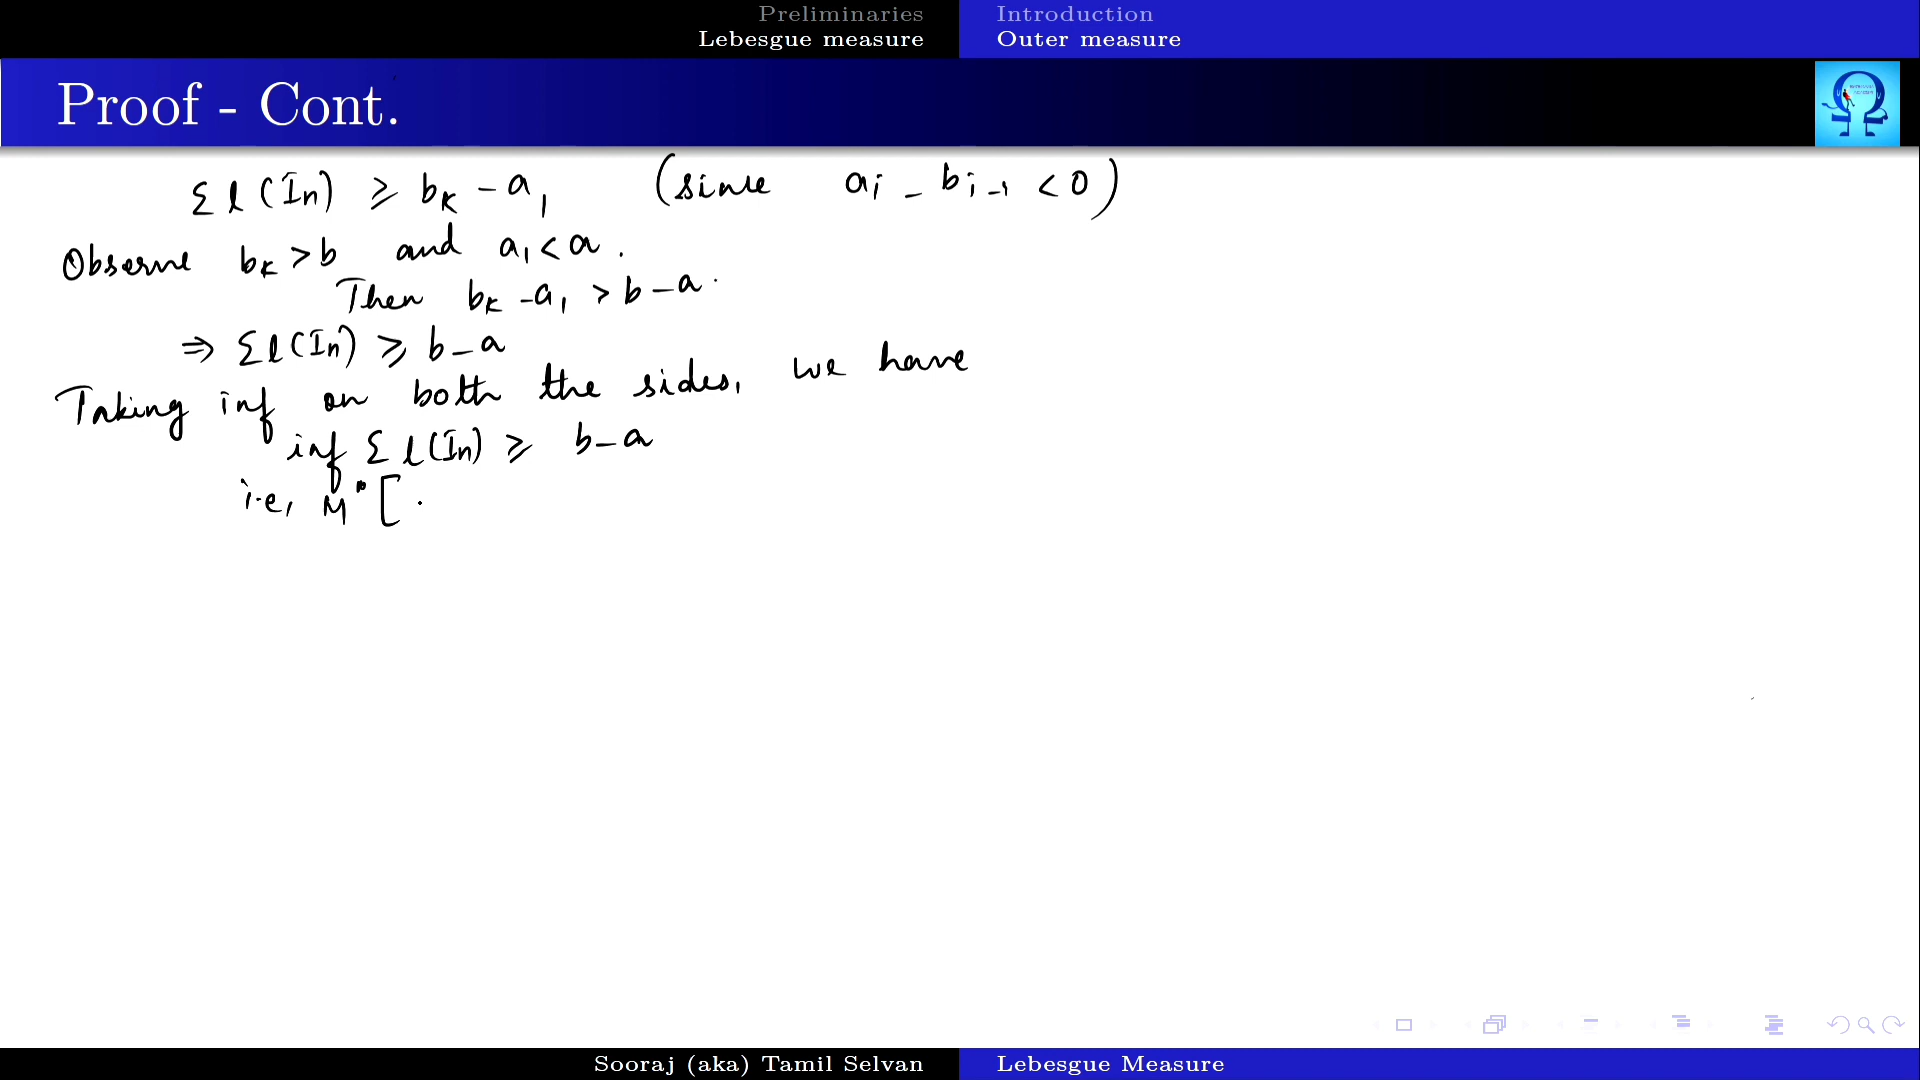 Preliminaries
Lebesgue measure
Introduction
Outer measure
Proof - Cont.
Σ l(In) ⩾ bk - a1 (since ai - bi-1 < 0)
Observe bk > b and a1 < a.
Then bk - a1 > b - a.
⇒ Σ l(In) ⩾ b - a
Taking inf on both the sides, we have
inf Σ l(In) ⩾ b - a
i.e, M* [
Sooraj (aka) Tamil Selvan
Lebesgue Measure